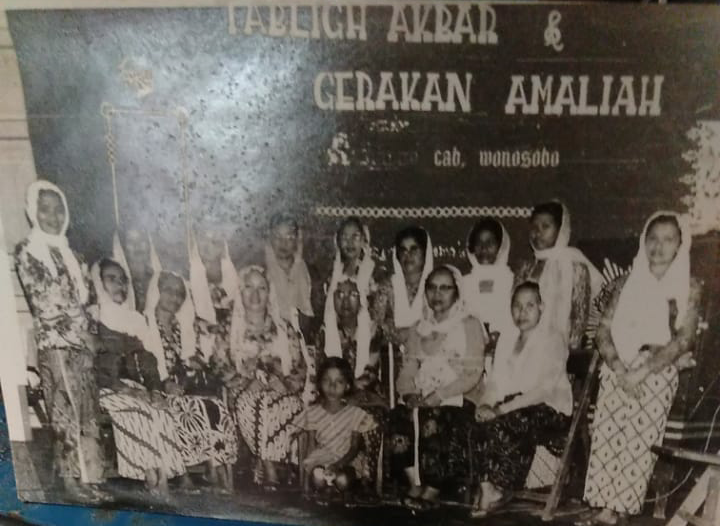 TABLIGH AKBAR &
GERAKAN AMALIAH
cab, wonosobo